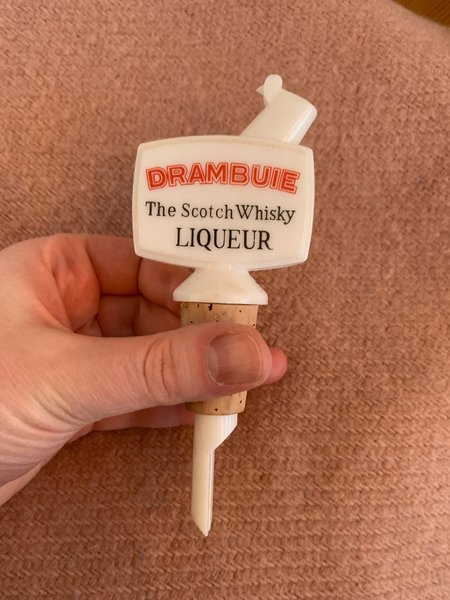 DRAMBUIE
The Scotch Whisky
LIQUEUR